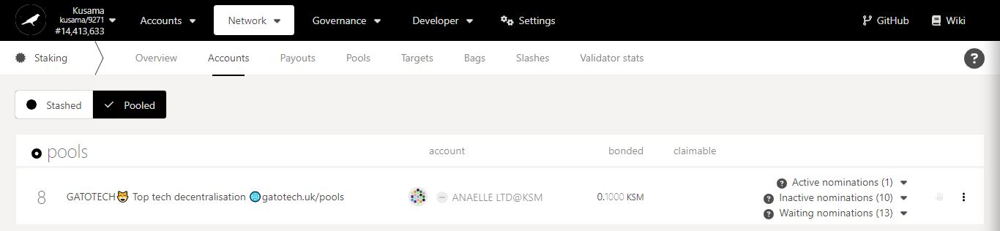 Kusama
kusama/9271
#14,413,633
Accounts
Network
Governance
Developer
Settings
GitHub
Wiki
Staking
Overview
Accounts
Payouts
Pools
Targets
Bags
Slashes
Validator stats
?
Stashed
Pooled
pools
account
bonded
claimable
8
GATOTECH😸 Top tech decentralisation 🌐gatotech.uk/pools
ANAELLE LTD@KSM
0.1000 KSM
? Active nominations (1)
? Inactive nominations (10)
? Waiting nominations (13)